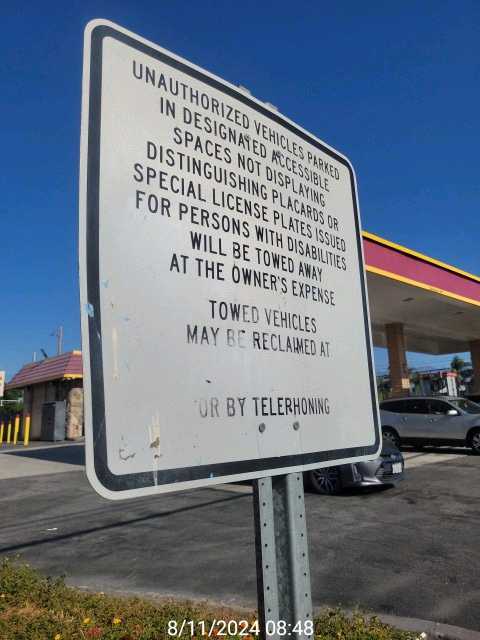 UNAUTHORIZED VEHICLES PARKED
IN DESIGNATED ACCESSIBLE
SPACES NOT DISPLAYING
DISTINGUISHING PLACARDS OR
SPECIAL LICENSE PLATES ISSUED
FOR PERSONS WITH DISABILITIES
WILL BE TOWED AWAY
AT THE OWNER'S EXPENSE
TOWED VEHICLES
MAY BE RECLAIMED AT
OR BY TELEPHONING
8/11/2024 08:48